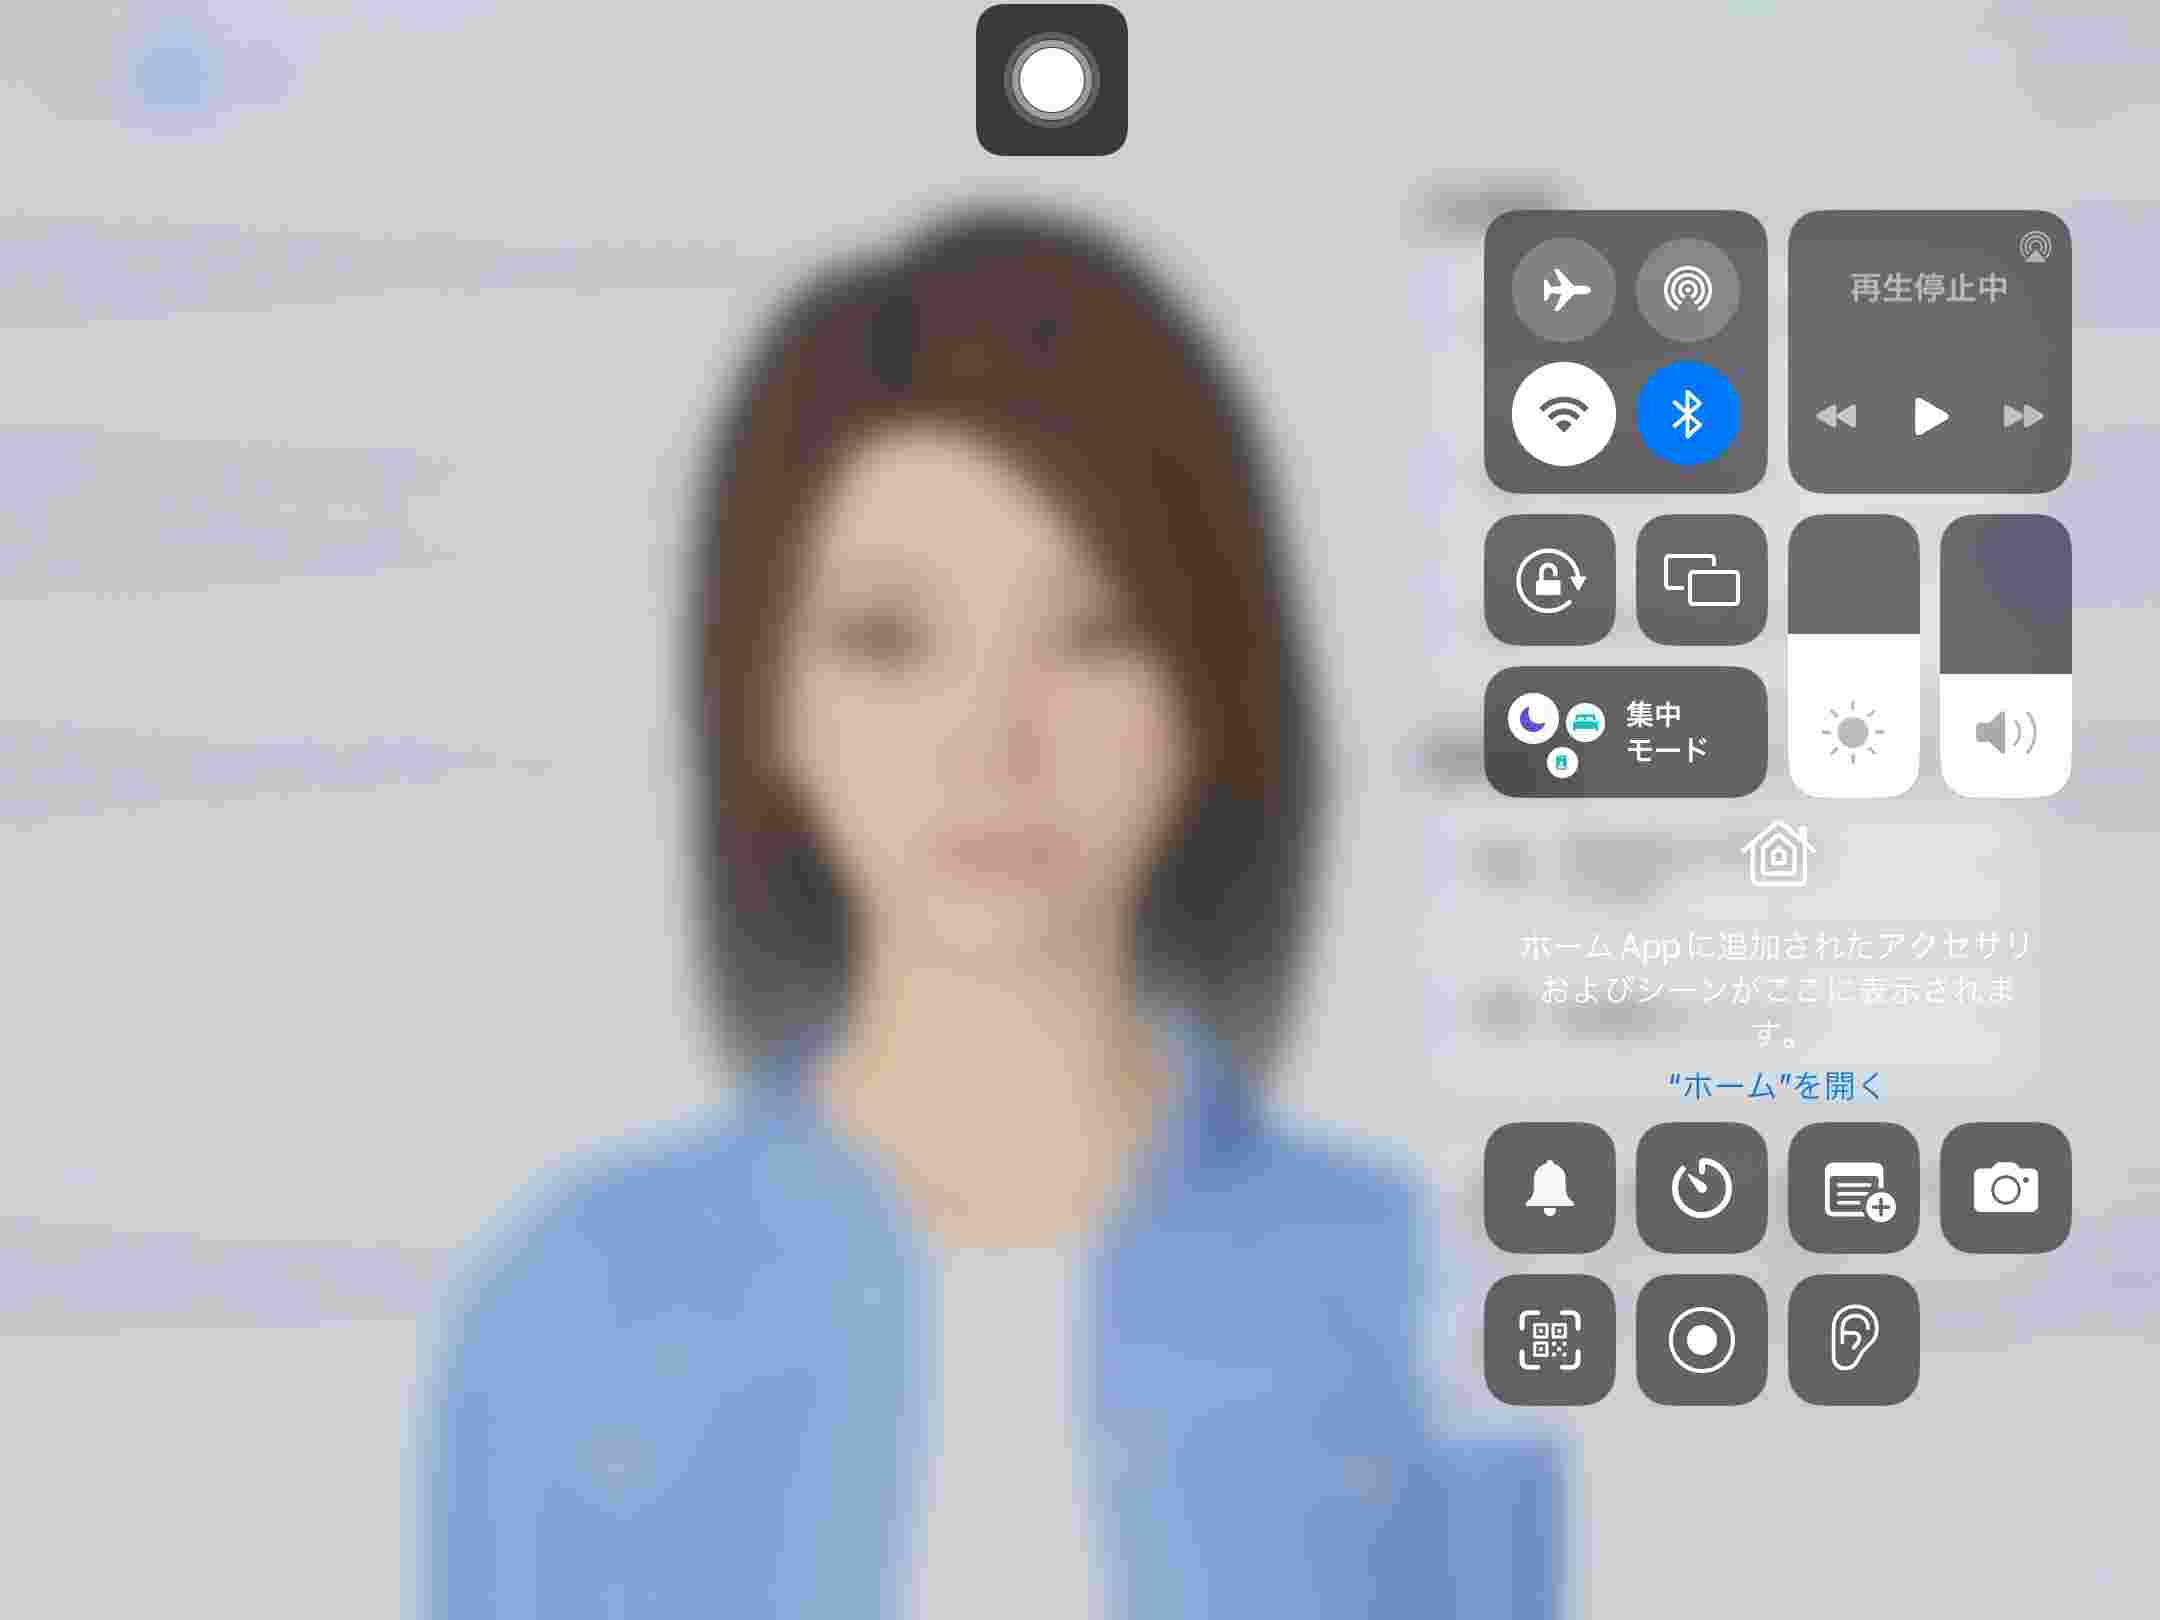 再生停止中
集中
モード
ホームAppに追加されたアクセサリ
およびシーンがここに表示されま
す。
“ホーム”を開く